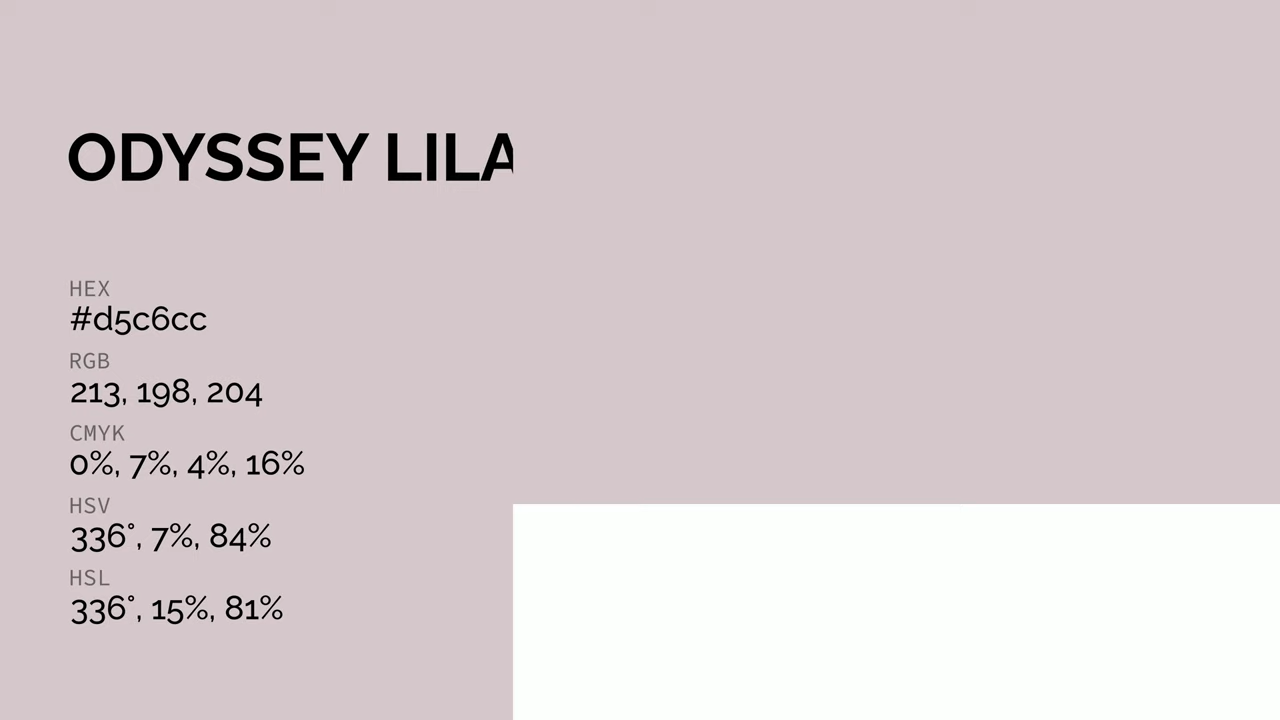 ODYSSEY LILA
HEX
#d5c6cc
RGB
213, 198, 204
CMYK
0%, 7%, 4%, 16%
HSV
336°, 7%, 84%
HSL
336°, 15%, 81%